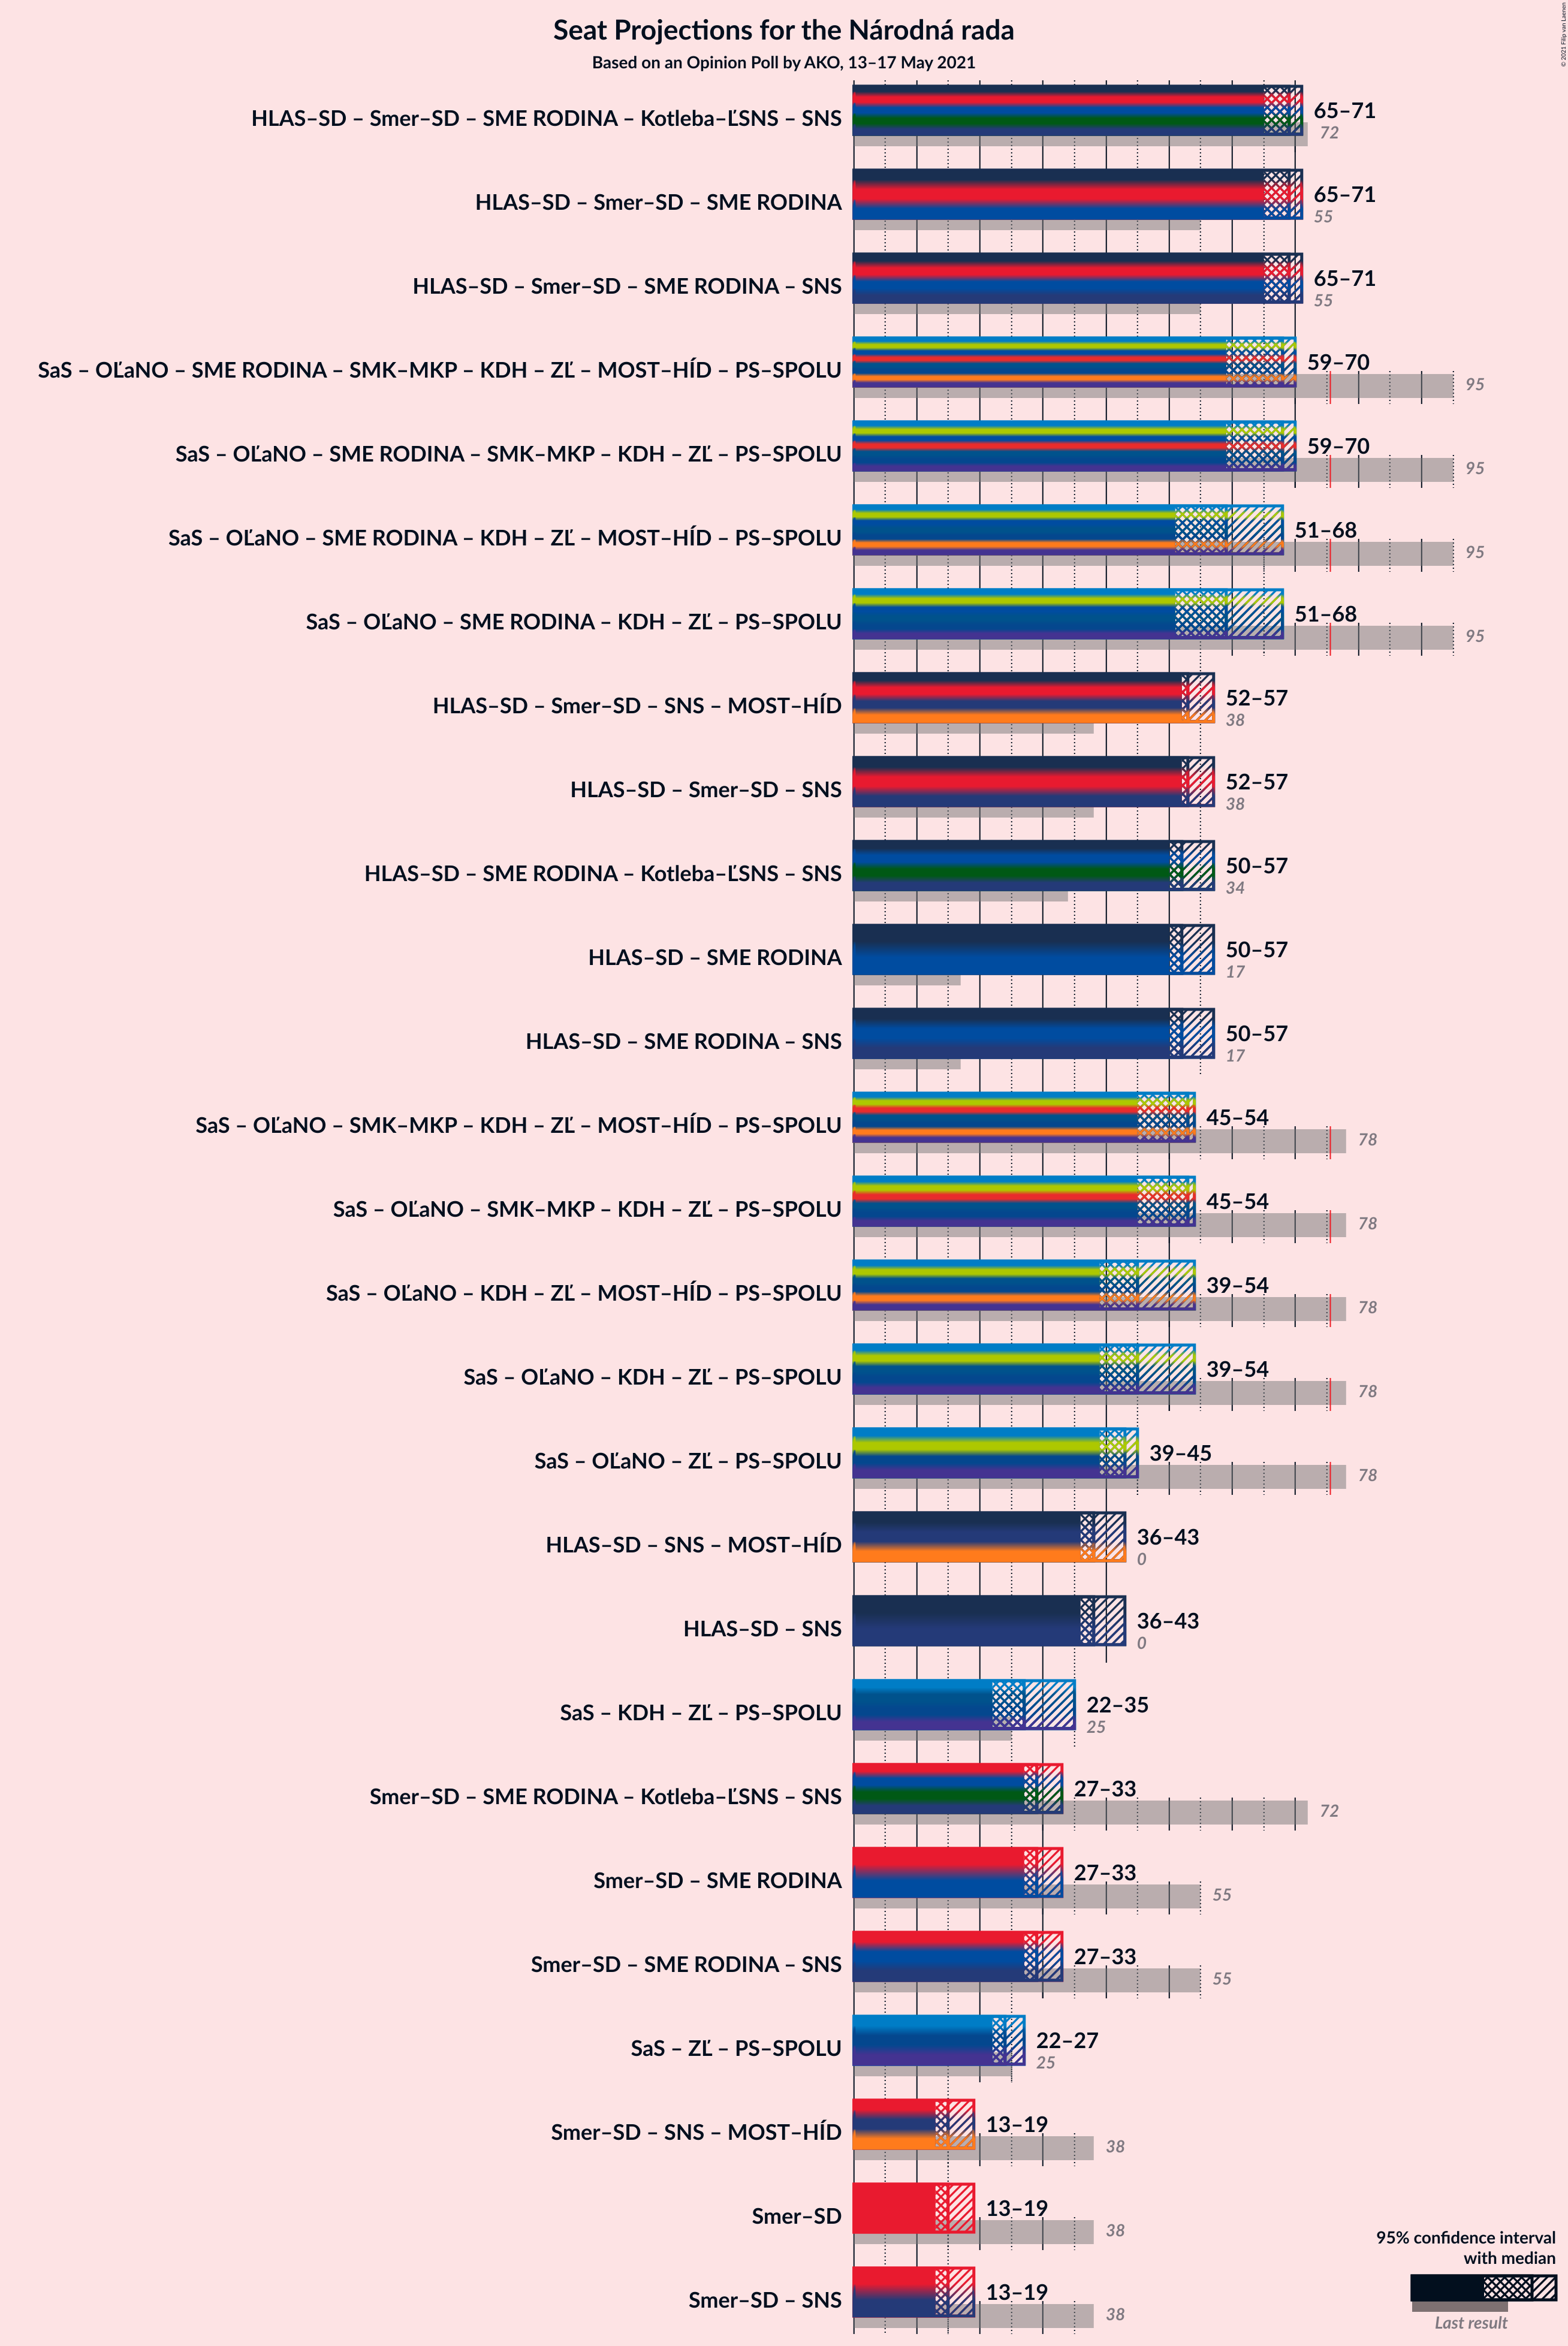 Seat Projections for the Národná rada
Based on an Opinion Poll by AKO, 13–17 May 2021
© 2021 Filip van Laenen
HLAS–SD – Smer–SD – SME RODINA – Kotleba–ĽSNS – SNS
65–71
72
HLAS–SD – Smer–SD – SME RODINA
65–71
55
HLAS–SD – Smer–SD – SME RODINA – SNS
65–71
55
SaS – OĽaNO – SME RODINA – SMK–MKP – KDH – ZĽ – MOST–HÍD – PS–SPOLU
59–70
95
SaS – OĽaNO – SME RODINA – SMK–MKP – KDH – ZĽ – PS–SPOLU
59–70
95
SaS – OĽaNO – SME RODINA – KDH – ZĽ – MOST–HÍD – PS–SPOLU
51–68
95
SaS – OĽaNO – SME RODINA – KDH – ZĽ – PS–SPOLU
51–68
95
HLAS–SD – Smer–SD – SNS – MOST–HÍD
52–57
38
HLAS–SD – Smer–SD – SNS
52–57
38
HLAS–SD – SME RODINA – Kotleba–ĽSNS – SNS
50–57
34
HLAS–SD – SME RODINA
50–57
17
HLAS–SD – SME RODINA – SNS
50–57
17
SaS – OĽaNO – SMK–MKP – KDH – ZĽ – MOST–HÍD – PS–SPOLU
45–54
78
SaS – OĽaNO – SMK–MKP – KDH – ZĽ – PS–SPOLU
45–54
78
SaS – OĽaNO – KDH – ZĽ – MOST–HÍD – PS–SPOLU
39–54
78
SaS – OĽaNO – KDH – ZĽ – PS–SPOLU
39–54
78
SaS – OĽaNO – ZĽ – PS–SPOLU
39–45
78
HLAS–SD – SNS – MOST–HÍD
36–43
0
HLAS–SD – SNS
36–43
0
SaS – KDH – ZĽ – PS–SPOLU
22–35
25
Smer–SD – SME RODINA – Kotleba–ĽSNS – SNS
27–33
72
Smer–SD – SME RODINA
27–33
55
Smer–SD – SME RODINA – SNS
27–33
55
SaS – ZĽ – PS–SPOLU
22–27
25
Smer–SD – SNS – MOST–HÍD
13–19
38
Smer–SD
13–19
38
Smer–SD – SNS
13–19
38
95% confidence interval
with median
Last result